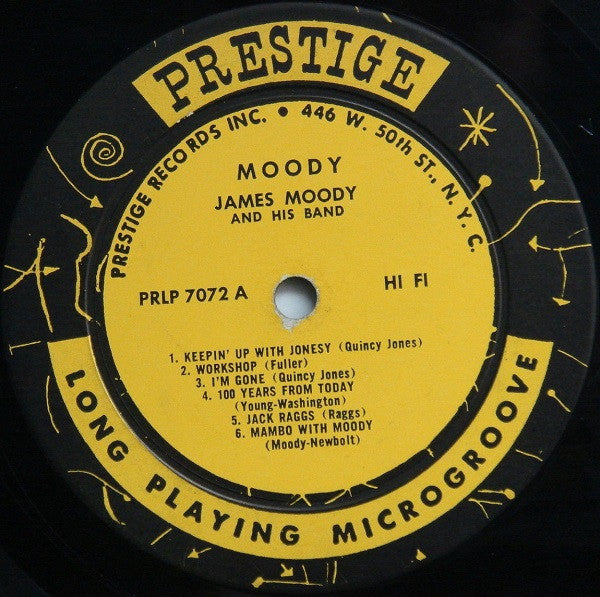 PRESTIGE
PRESTIGE RECORDS INC. • 446 W. 50th ST., N.Y.C.
MOODY
JAMES MOODY
AND HIS BAND
PRLP 7072 A
HI FI
1. KEEPIN' UP WITH JONESY (Quincy Jones)
2. WORKSHOP (Fuller)
3. I'M GONE (Quincy Jones)
4. 100 YEARS FROM TODAY
(Young-Washington)
5. JACK RAGGS (Raggs)
6. MAMBO WITH MOODY
(Moody-Newbolt)
LONG PLAYING MICROGROOVE